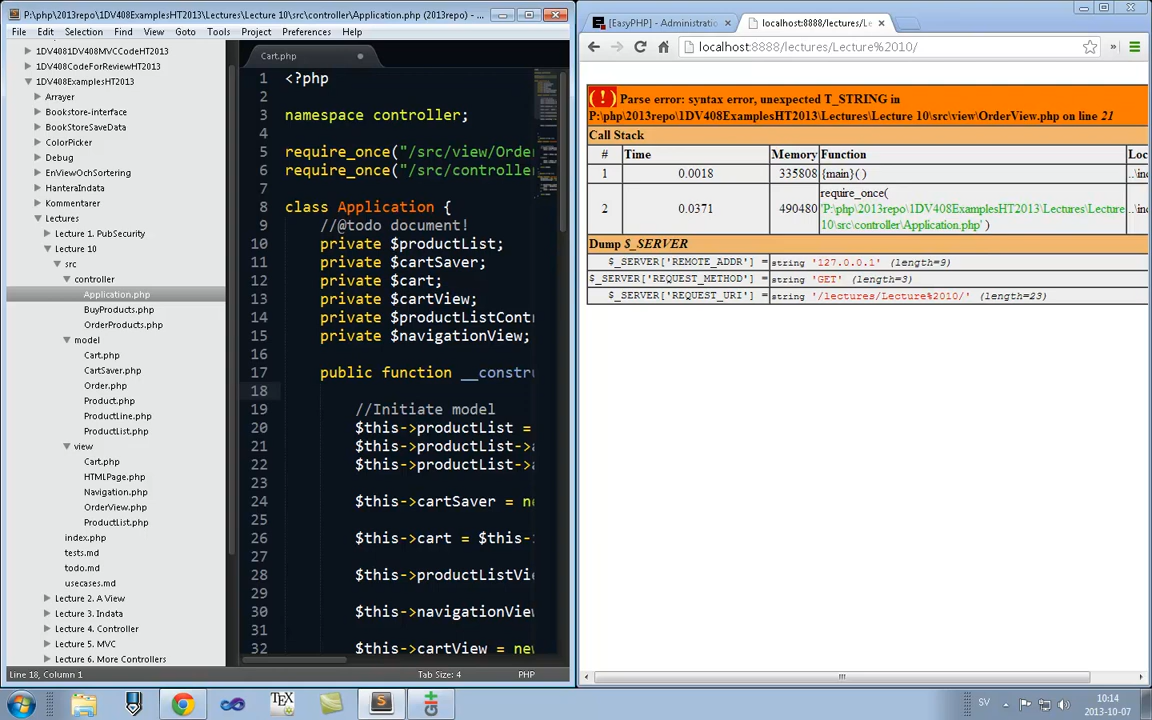 P:\php\2013repo\1DV408ExamplesHT2013\Lectures\Lecture 10\src\controller\Application.php (2013repo) - ...
File Edit Selection Find View Goto Tools Project Preferences Help
1DV4081DV408MVCCodeHT2013
1DV408CodeForReviewHT2013
1DV408ExamplesHT2013
Arrayer
Bookstore-interface
BookStoreSaveData
ColorPicker
Debug
EnViewOchSortering
HanteraIndata
Kommentarer
Lectures
Lecture 1. PubSecurity
Lecture 10
src
controller
Application.php
BuyProducts.php
OrderProducts.php
model
Cart.php
CartSaver.php
Order.php
Product.php
ProductLine.php
ProductList.php
view
Cart.php
HTMLPage.php
Navigation.php
OrderView.php
ProductList.php
index.php
tests.md
todo.md
usecases.md
Lecture 2. A View
Lecture 3. Indata
Lecture 4. Controller
Lecture 5. MVC
Lecture 6. More Controllers
Cart.php
1 <?php
2
3 namespace controller;
4
5 require_once("/src/view/Orde
6 require_once("/src/controlle
7
8 class Application {
9 //@todo document!
10 private $productList;
11 private $cartSaver;
12 private $cart;
13 private $cartView;
14 private $productListCont
15 private $navigationView;
16
17 public function __constru
18
19 //Initiate model
20 $this->productList =
21 $this->productList->a
22 $this->productList->a
23
24 $this->cartSaver = ne
25
26 $this->cart = $this-
27
28 $this->productListVie
29
30 $this->navigationView
31
32 $this->cartView = new
Line 18, Column 1 Tab Size: 4 PHP
[EasyPHP] - Administratio
localhost:8888/lectures/Le
localhost:8888/lectures/Lecture%2010/
( ! ) Parse error: syntax error, unexpected T_STRING in
P:\php\2013repo\1DV408ExamplesHT2013\Lectures\Lecture 10\src\view\OrderView.php on line 21
Call Stack
# Time Memory Function Loc
1 0.0018 335808 {main}( ) ..\inc
2 0.0371 490480 require_once(
'P:\php\2013repo\1DV408ExamplesHT2013\Lectures\Lecture
10\src\controller\Application.php' ) ..\inc
Dump $_SERVER
$_SERVER['REMOTE_ADDR'] = string '127.0.0.1' (length=9)
$_SERVER['REQUEST_METHOD'] = string 'GET' (length=3)
$_SERVER['REQUEST_URI'] = string '/lectures/Lecture%2010/' (length=23)
SV
10:14
2013-10-07